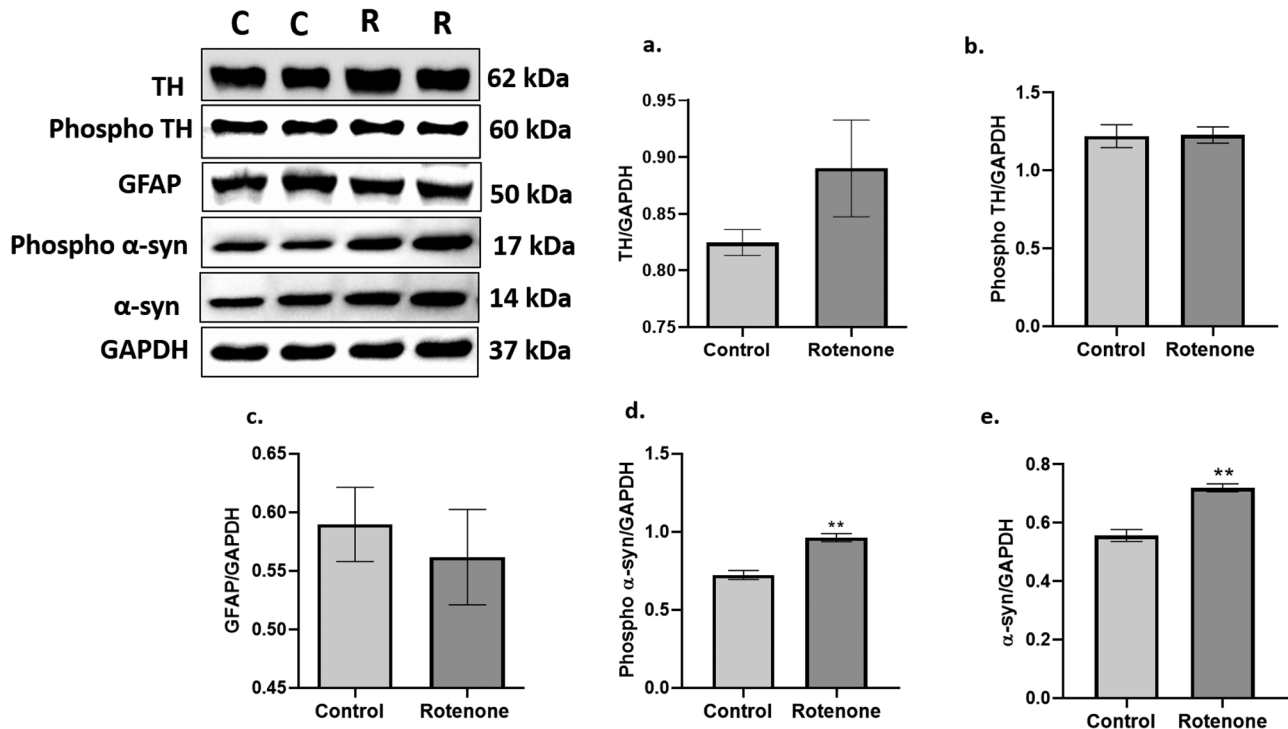 C C R R
TH 62 kDa
Phospho TH 60 kDa
GFAP 50 kDa
Phospho α-syn 17 kDa
α-syn 14 kDa
GAPDH 37 kDa
a.
TH/GAPDH
0.95
0.90
0.85
0.80
0.75
Control Rotenone
b.
Phospho TH/GAPDH
1.5
1.0
0.5
0.0
Control Rotenone
c.
GFAP/GAPDH
0.65
0.60
0.55
0.50
0.45
Control Rotenone
d.
Phospho α-syn/GAPDH
1.5
1.0
0.5
0.0
**
Control Rotenone
e.
α-syn/GAPDH
0.8
0.6
0.4
0.2
0.0
**
Control Rotenone